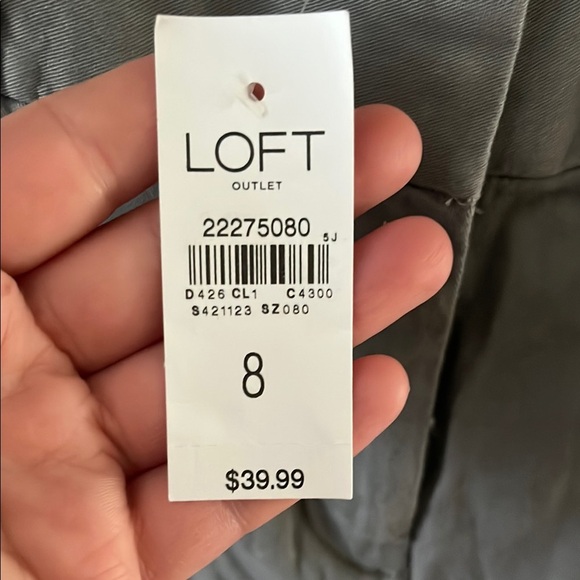 LOFT
OUTLET
22275080
5J
D426 CL1 C4300
S421123 SZ080
8
$39.99